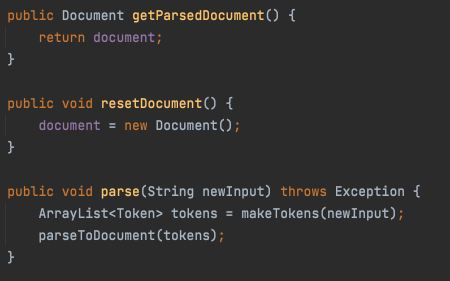 public Document getParsedDocument() {
    return document;
}

public void resetDocument() {
    document = new Document();
}

public void parse(String newInput) throws Exception {
    ArrayList<Token> tokens = makeTokens(newInput);
    parseToDocument(tokens);
}